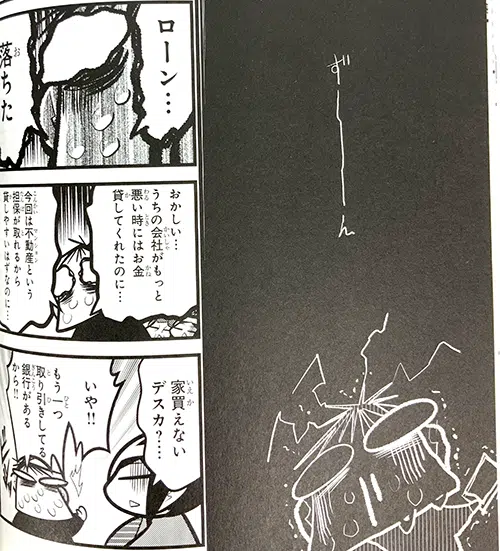 ず
ー
ー
ー
ん
ローン…
落ちた
おかしい…
うちの会社がもっと
悪い時にはお金
貸してくれたのに…
今回は不動産という
担保が取れるから
貸しやすいはずなのに…
家買えない
デスカ?…
いや!!
もう一つ
取り引きしてる
銀行がある
から!!